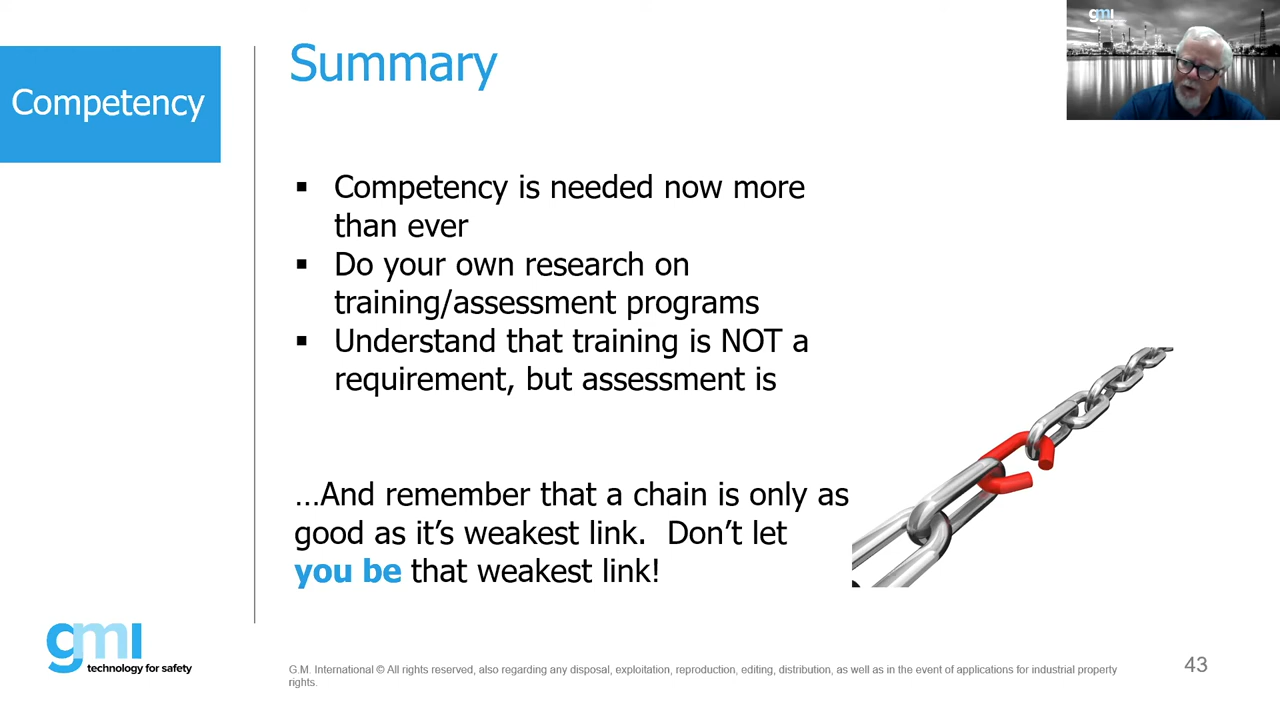 Competency
Summary
gmi
▪ Competency is needed now more
than ever
▪ Do your own research on
training/assessment programs
▪ Understand that training is NOT a
requirement, but assessment is
…And remember that a chain is only as
good as it’s weakest link.  Don’t let
you be that weakest link!
gmi
technology for safety
G.M. International © All rights reserved, also regarding any disposal, exploitation, reproduction, editing, distribution, as well as in the event of applications for industrial property
rights.
43